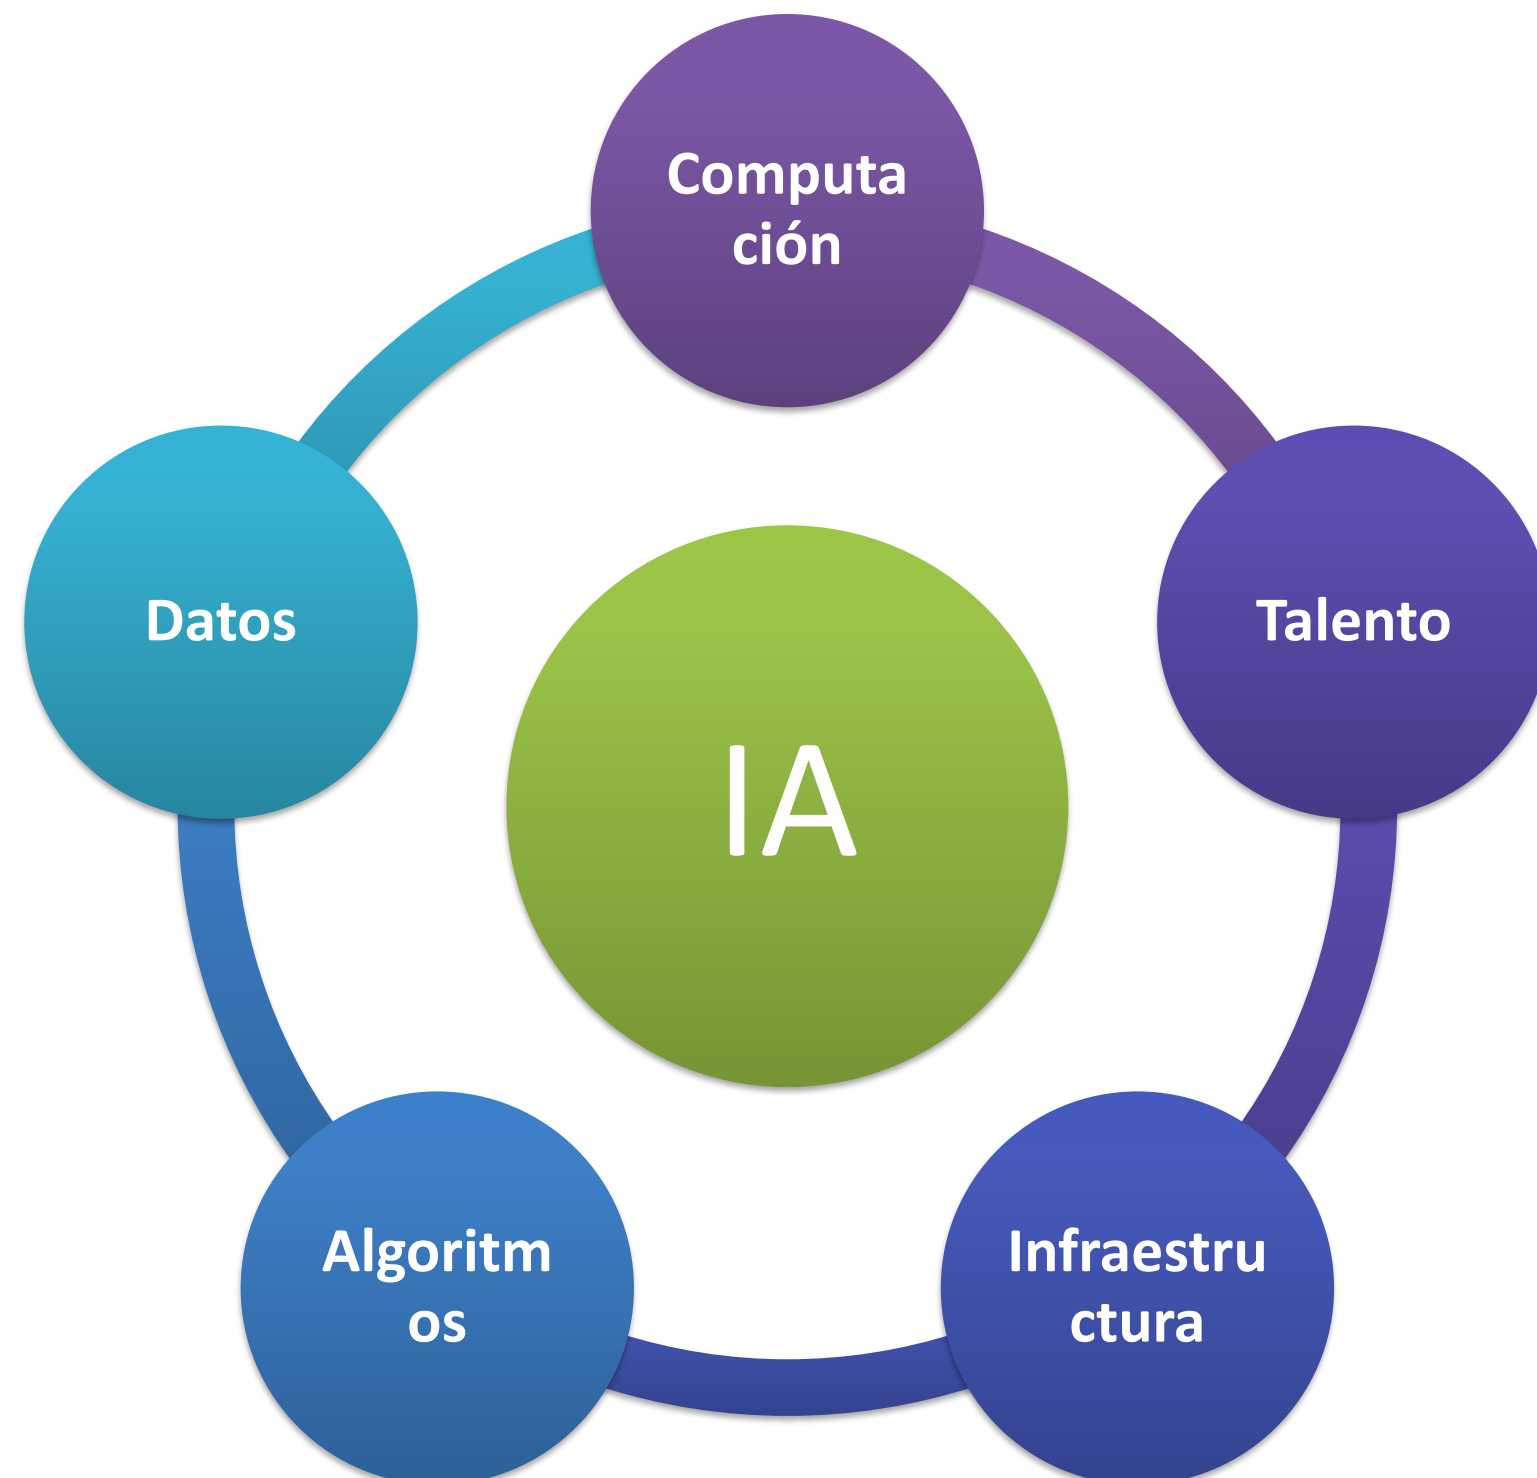 Computa
ción
Datos
Talento
IA
Algoritm
os
Infraestru
ctura